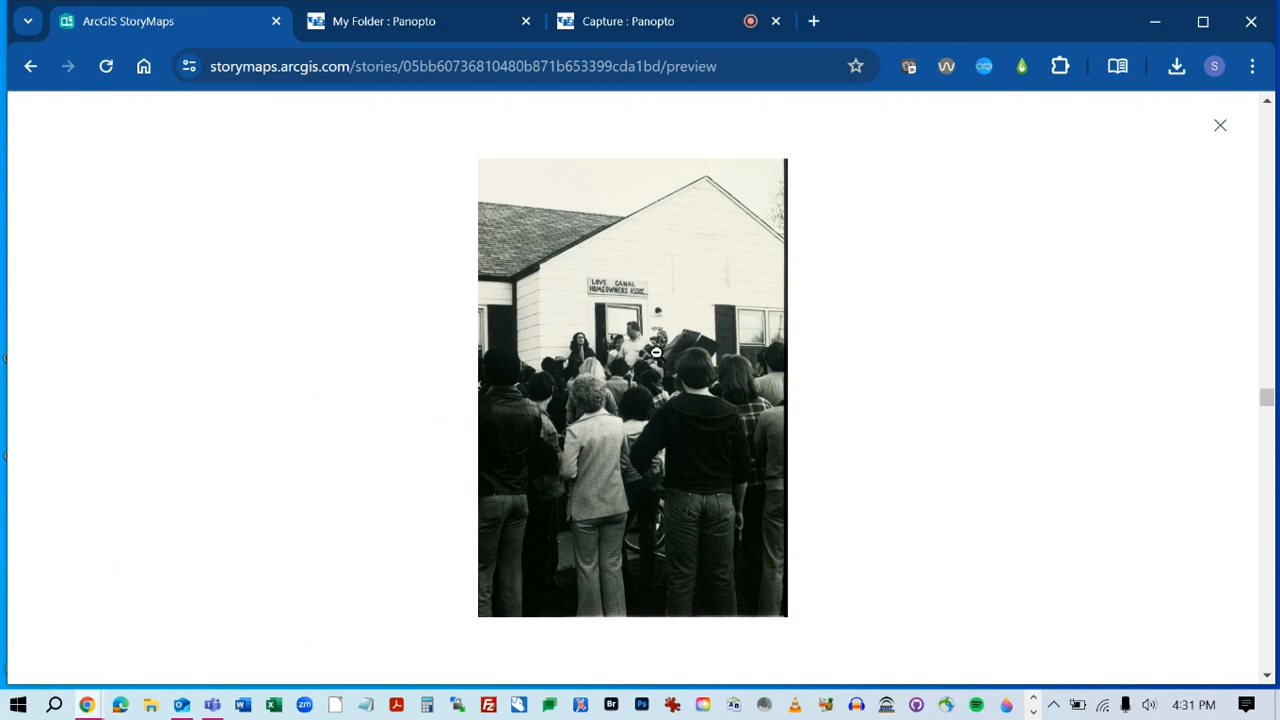 ArcGIS StoryMaps
My Folder : Panopto
Capture : Panopto
storymaps.arcgis.com/stories/05bb60736810480b871b653399cda1bd/preview
S
LOVE CANAL
HOMEOWNERS ASSOC.
4:31 PM